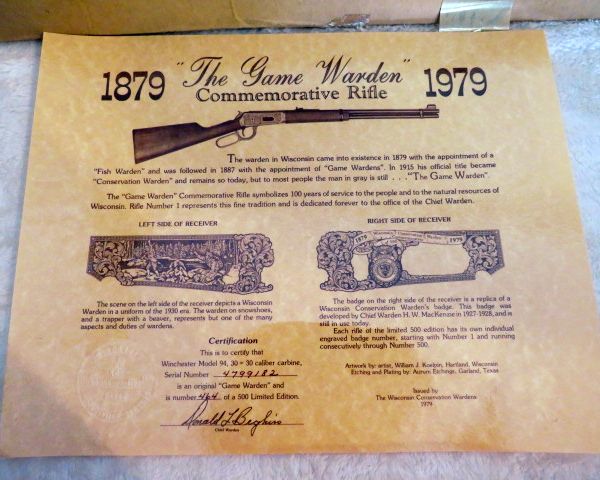 1879 "The Game Warden" 1979
Commemorative Rifle
The warden in Wisconsin came into existence in 1879 with the appointment of a
"Fish Warden" and was followed in 1887 with the appointment of "Game Wardens". In 1915 his official title became
"Conservation Warden" and remains so today, but to most people the man in gray is still . . . "The Game Warden".
The "Game Warden" Commemorative Rifle symbolizes 100 years of service to the people and to the natural resources of
Wisconsin. Rifle Number 1 represents this fine tradition and is dedicated forever to the office of the Chief Warden.
LEFT SIDE OF RECEIVER
The scene on the left side of the receiver depicts a Wisconsin
Warden in a uniform of the 1930 era. The warden on snowshoes,
and a trapper with a beaver, represents but one of the many
aspects and duties of wardens.
RIGHT SIDE OF RECEIVER
1879
1979
The badge on the right side of the receiver is a replica of a
Wisconsin Conservation Warden's badge. This badge was
developed by Chief Warden H. W. MacKenzie in 1927-1928, and is
still in use today.
Each rifle of the limited 500 edition has its own individual
engraved badge number, starting with Number 1 and running
consecutively through Number 500.
Certification
This is to certify that
Winchester Model 94, 30 = 30 caliber carbine,
Serial Number 4799182
is an original "Game Warden" and
is number 464 of a 500 Limited Edition.
Donald L Beghin
Chief Warden
Artwork by: artist, William J. Koelpin, Hartland, Wisconsin
Etching and Plating by: Aurum Etchings, Garland, Texas
Issued by
The Wisconsin Conservation Wardens
1979